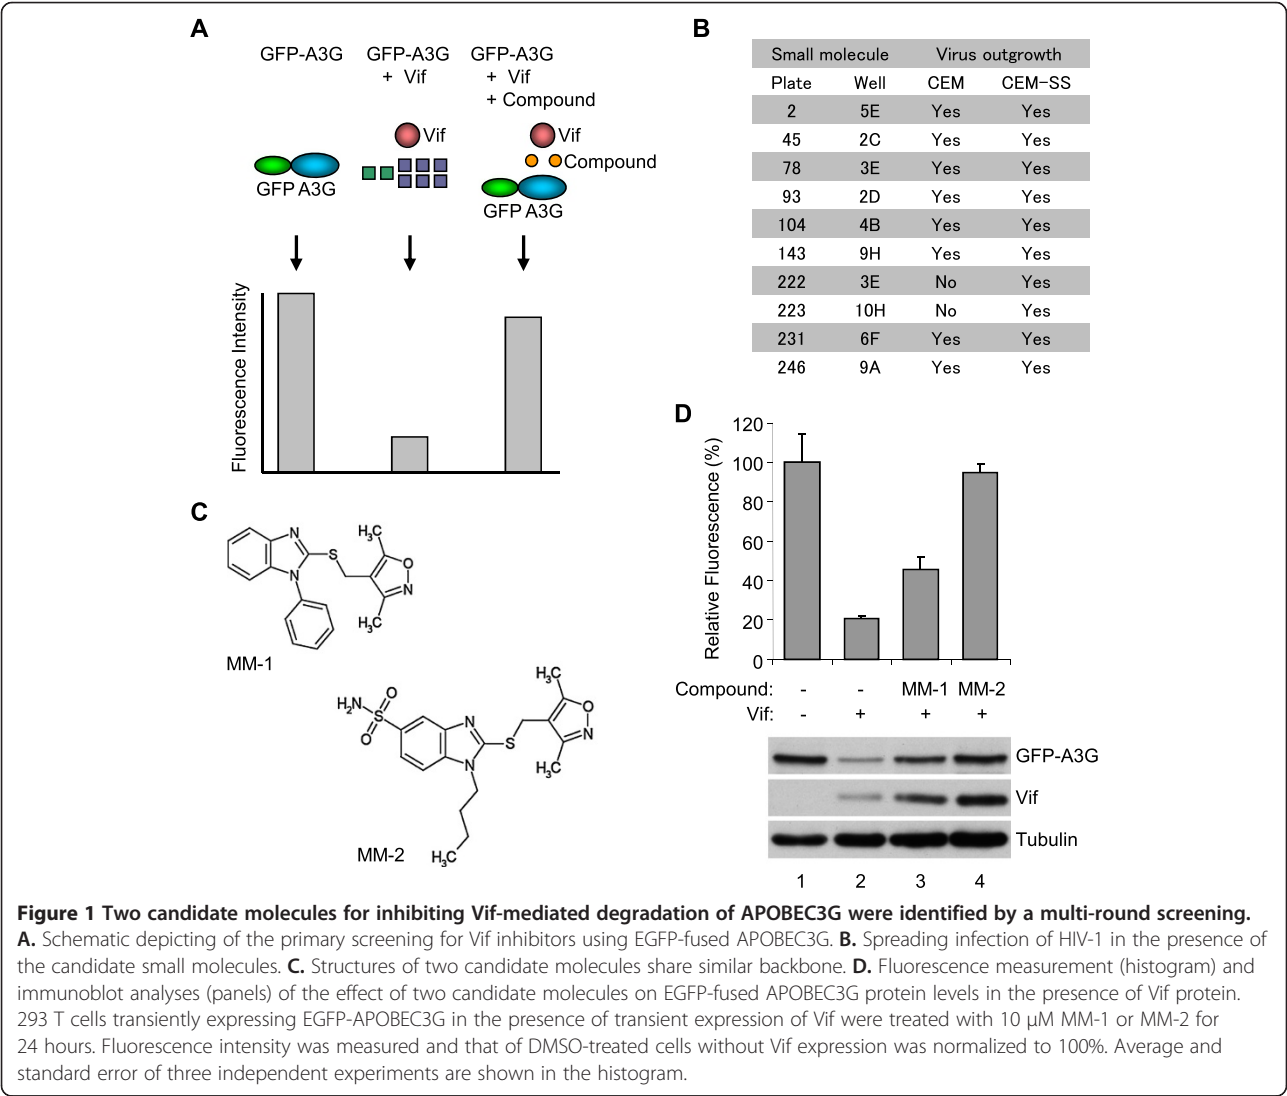 A
GFP-A3G
GFP-A3G
+ Vif
GFP-A3G
+ Vif
+ Compound
Vif
Vif
Compound
GFP A3G
GFP A3G
Fluorescence Intensity
B
Small molecule Virus outgrowth
Plate Well CEM CEM-SS
2 5E Yes Yes
45 2C Yes Yes
78 3E Yes Yes
93 2D Yes Yes
104 4B Yes Yes
143 9H Yes Yes
222 3E No Yes
223 10H No Yes
231 6F Yes Yes
246 9A Yes Yes
C
N
S
N
H₃C
O
N
H₃C
MM-1
H₂N
S
O
O
N
S
N
H₃C
O
N
H₃C
H₃C
MM-2
D
Relative Fluorescence (%)
120
100
80
60
40
20
0
Compound: - - MM-1 MM-2
Vif: - + + +
GFP-A3G
Vif
Tubulin
1 2 3 4
Figure 1 Two candidate molecules for inhibiting Vif-mediated degradation of APOBEC3G were identified by a multi-round screening.
A. Schematic depicting of the primary screening for Vif inhibitors using EGFP-fused APOBEC3G. B. Spreading infection of HIV-1 in the presence of
the candidate small molecules. C. Structures of two candidate molecules share similar backbone. D. Fluorescence measurement (histogram) and
immunoblot analyses (panels) of the effect of two candidate molecules on EGFP-fused APOBEC3G protein levels in the presence of Vif protein.
293 T cells transiently expressing EGFP-APOBEC3G in the presence of transient expression of Vif were treated with 10 μM MM-1 or MM-2 for
24 hours. Fluorescence intensity was measured and that of DMSO-treated cells without Vif expression was normalized to 100%. Average and
standard error of three independent experiments are shown in the histogram.